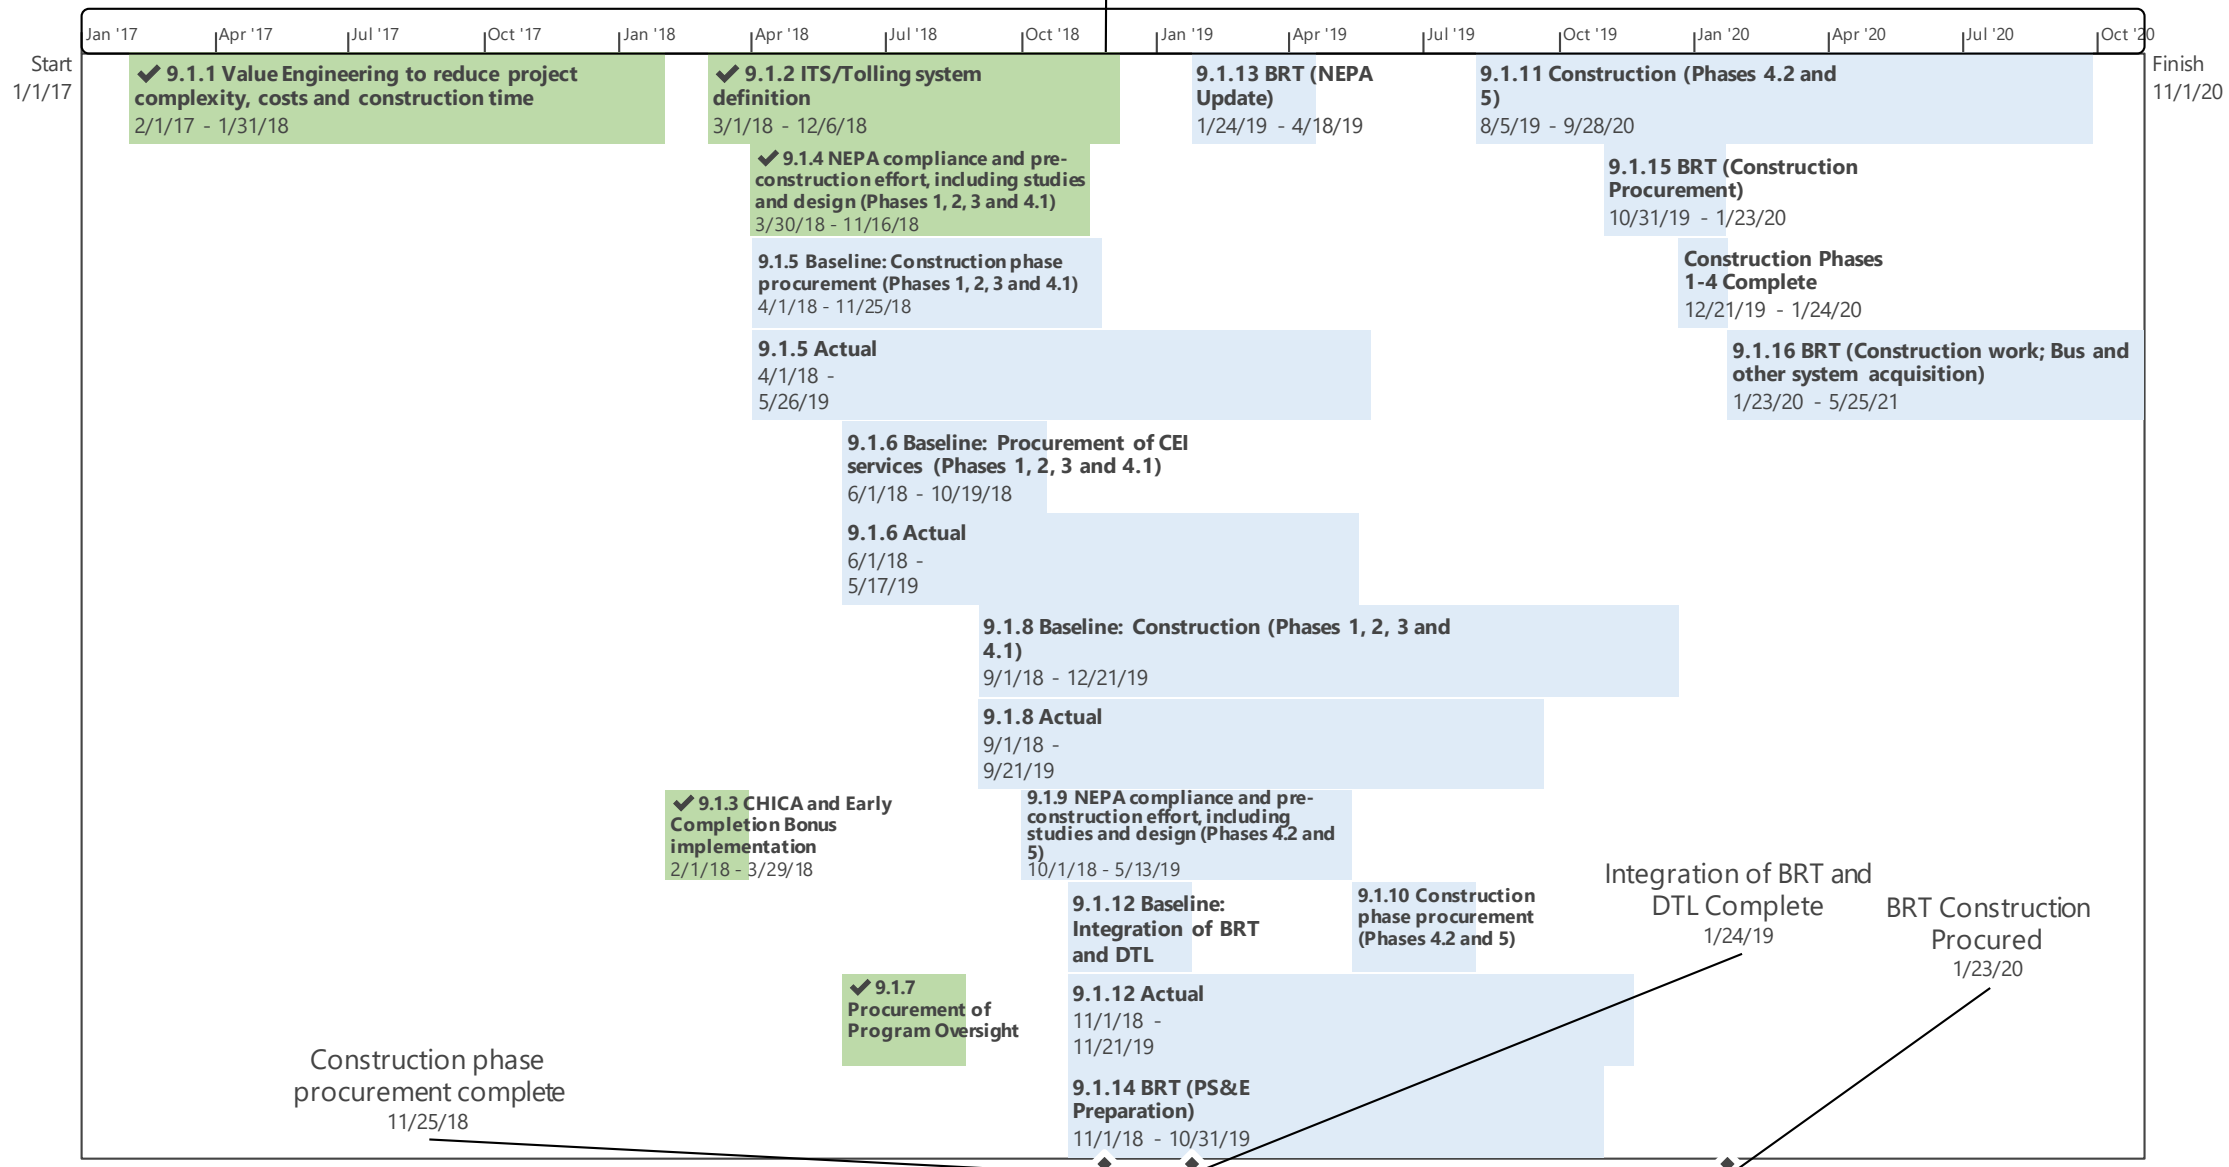 Jan '17
Apr '17
Jul '17
Oct '17
Jan '18
Apr '18
Jul '18
Oct '18
Jan '19
Apr '19
Jul '19
Oct '19
Jan '20
Apr '20
Jul '20
Oct '20
Start
1/1/17
Finish
11/1/20
✔ 9.1.1 Value Engineering to reduce project
complexity, costs and construction time
2/1/17 - 1/31/18
✔ 9.1.2 ITS/Tolling system
definition
3/1/18 - 12/6/18
9.1.13 BRT (NEPA
Update)
1/24/19 - 4/18/19
9.1.11 Construction (Phases 4.2 and
5)
8/5/19 - 9/28/20
✔ 9.1.4 NEPA compliance and pre-
construction effort, including studies
and design (Phases 1, 2, 3 and 4.1)
3/30/18 - 11/16/18
9.1.15 BRT (Construction
Procurement)
10/31/19 - 1/23/20
9.1.5 Baseline: Construction phase
procurement (Phases 1, 2, 3 and 4.1)
4/1/18 - 11/25/18
Construction Phases
1-4 Complete
12/21/19 - 1/24/20
9.1.5 Actual
4/1/18 -
5/26/19
9.1.16 BRT (Construction work; Bus and
other system acquisition)
1/23/20 - 5/25/21
9.1.6 Baseline: Procurement of CEI
services (Phases 1, 2, 3 and 4.1)
6/1/18 - 10/19/18
9.1.6 Actual
6/1/18 -
5/17/19
9.1.8 Baseline: Construction (Phases 1, 2, 3 and
4.1)
9/1/18 - 12/21/19
9.1.8 Actual
9/1/18 -
9/21/19
✔ 9.1.3 CHICA and Early
Completion Bonus
implementation
2/1/18 - 3/29/18
9.1.9 NEPA compliance and pre-
construction effort, including
studies and design (Phases 4.2 and
5)
10/1/18 - 5/13/19
9.1.12 Baseline:
Integration of BRT
and DTL
9.1.10 Construction
phase procurement
(Phases 4.2 and 5)
Integration of BRT and
DTL Complete
1/24/19
BRT Construction
Procured
1/23/20
✔ 9.1.7
Procurement of
Program Oversight
9.1.12 Actual
11/1/18 -
11/21/19
Construction phase
procurement complete
11/25/18
9.1.14 BRT (PS&E
Preparation)
11/1/18 - 10/31/19